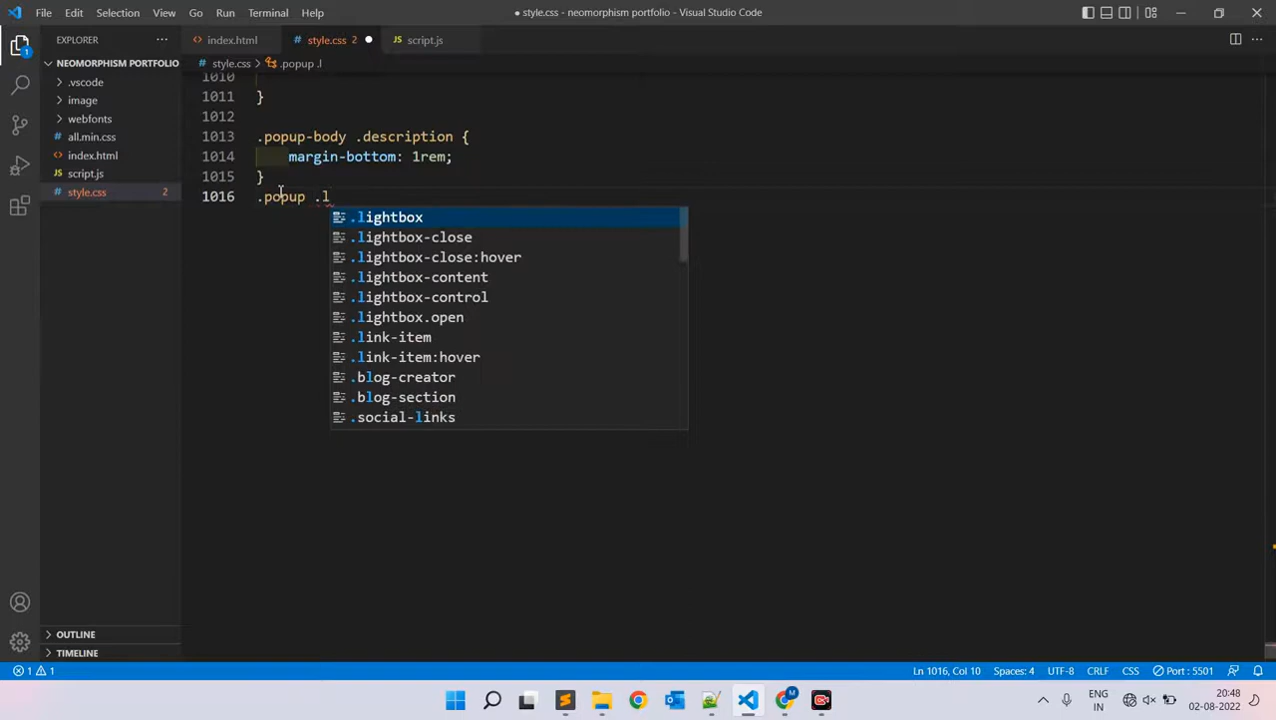 File Edit Selection View Go Run Terminal Help
● style.css - neomorphism portfolio - Visual Studio Code
EXPLORER
index.html
style.css 2
script.js
NEOMORPHISM PORTFOLIO
style.css > .popup .l
.vscode
image
webfonts
all.min.css
index.html
script.js
style.css 2
1010
1011 }
1012
1013 .popup-body .description {
1014 margin-bottom: 1rem;
1015 }
1016 .popup .l
.lightbox
.lightbox-close
.lightbox-close:hover
.lightbox-content
.lightbox-control
.lightbox.open
.link-item
.link-item:hover
.blog-creator
.blog-section
.social-links
1
OUTLINE
TIMELINE
1 1
Ln 1016, Col 10 Spaces: 4 UTF-8 CRLF CSS Port : 5501
M
ENG
IN
20:48
02-08-2022